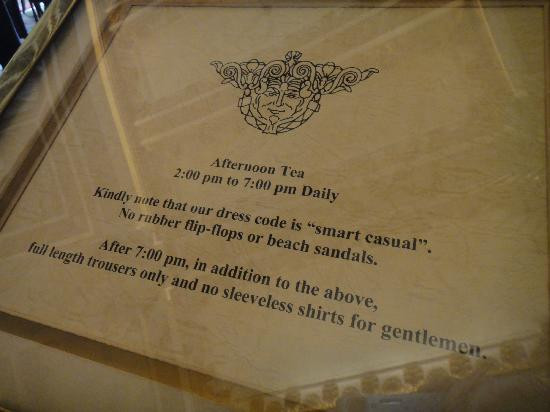 Afternoon Tea
2:00 pm to 7:00 pm Daily
Kindly note that our dress code is “smart casual”.
No rubber flip-flops or beach sandals.
After 7:00 pm, in addition to the above,
full length trousers only and no sleeveless shirts for gentlemen.